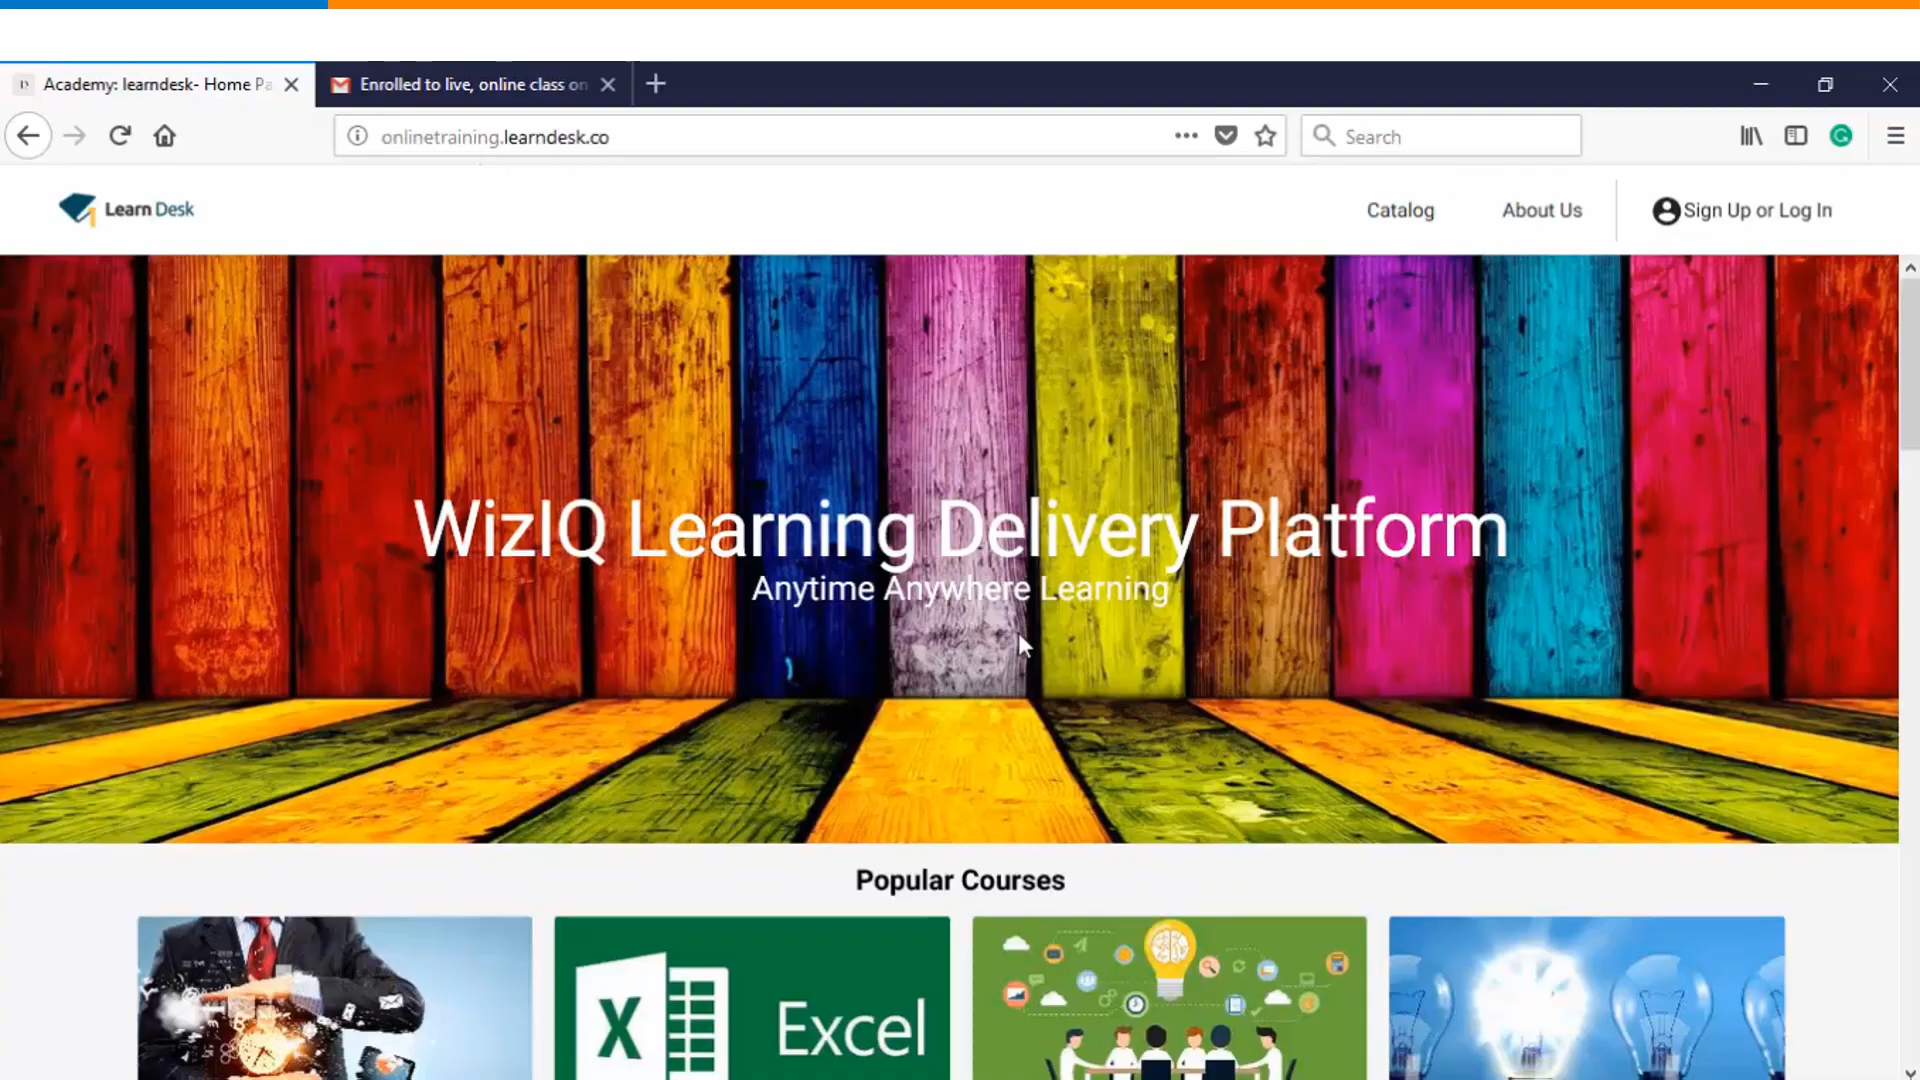 Academy: learndesk- Home Pa
Enrolled to live, online class on
onlinetraining.learndesk.co
Search
Learn Desk
Catalog
About Us
Sign Up or Log In
WizIQ Learning Delivery Platform
Anytime Anywhere Learning
Popular Courses
X
Excel